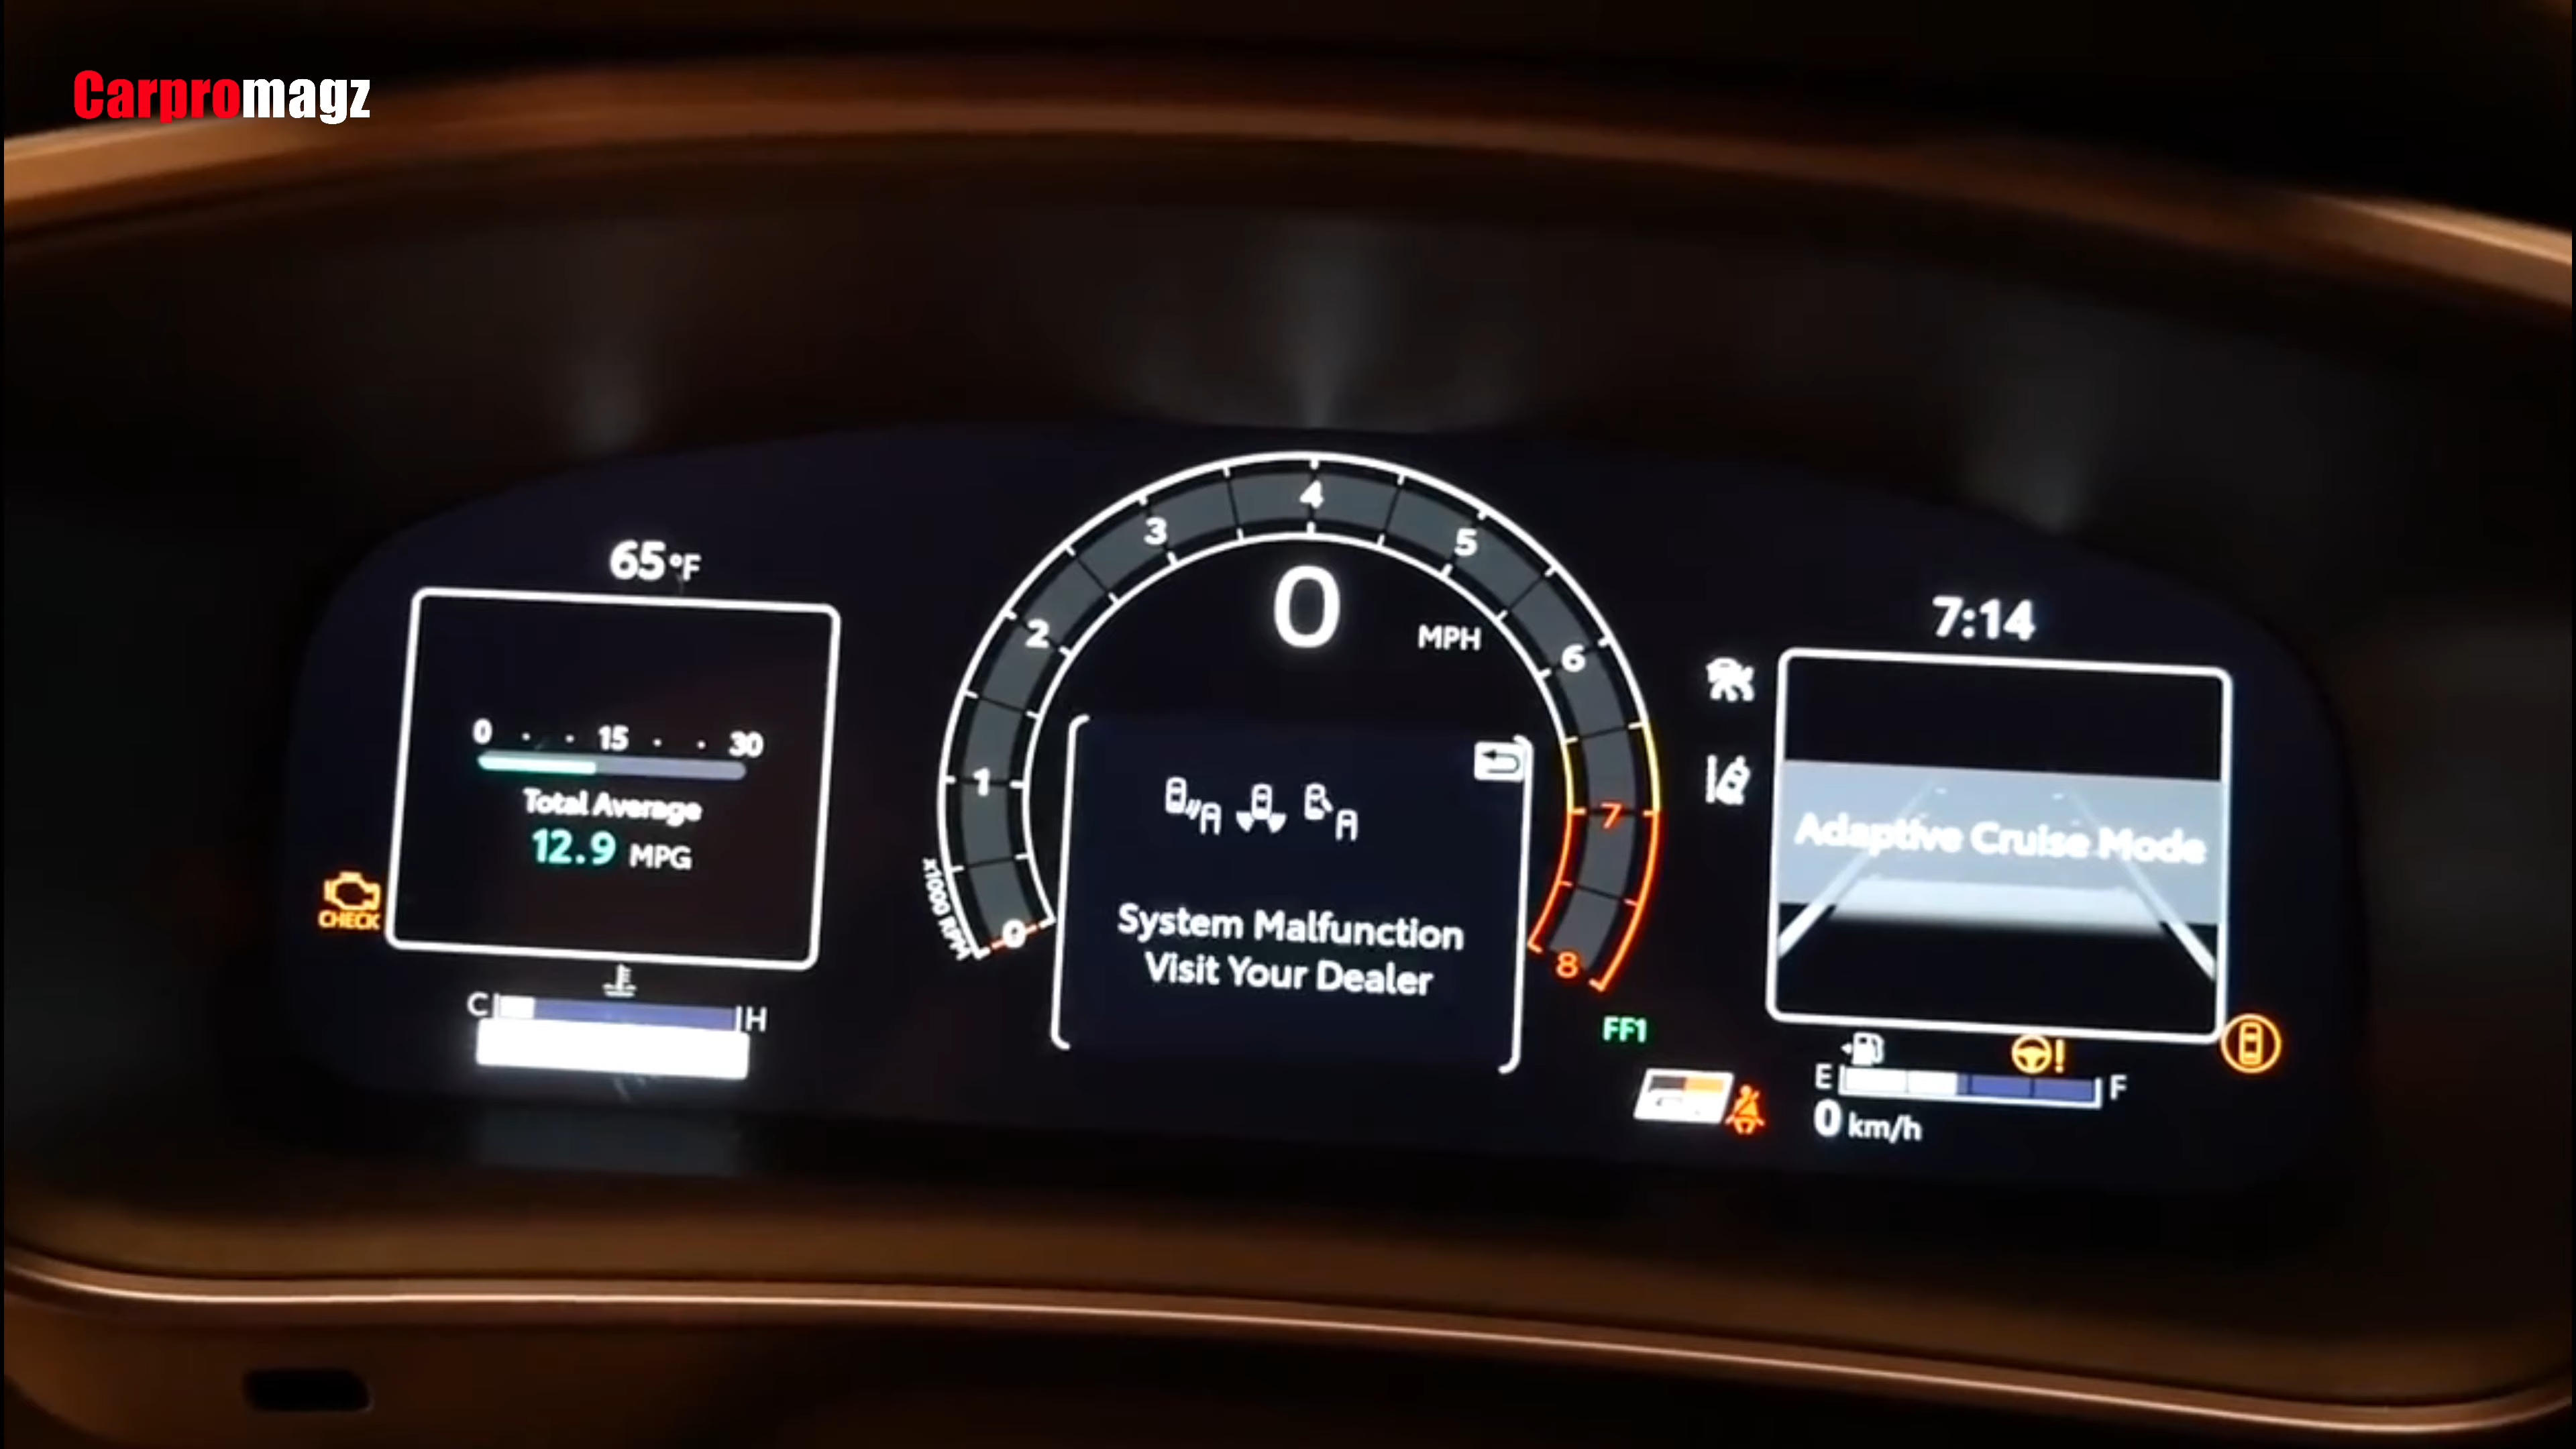 Carpromagz
65°F
0 15 30
Total Average
12.9 MPG
CHECK
C H
4
3 5
2 6
1 7
0 8
x1000 RPM
0
MPH
System Malfunction
Visit Your Dealer
FF1
7:14
Adaptive Cruise Mode
E F
0 km/h